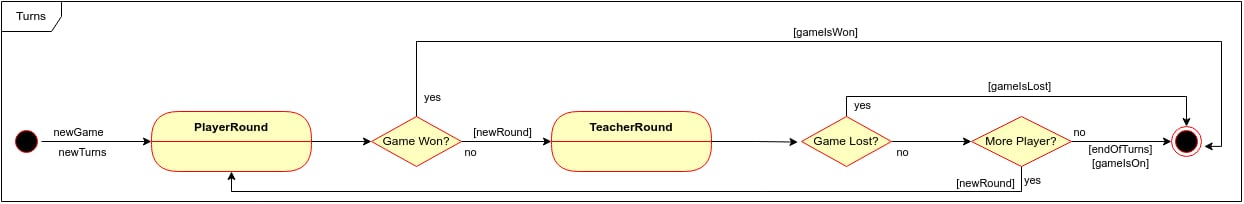 Turns
[gameIsWon]
[gameIsLost]
yes
yes
newGame
newTurns
PlayerRound
Game Won?
[newRound]
no
TeacherRound
Game Lost?
no
More Player?
no
[endOfTurns]
[gameIsOn]
[newRound]
yes